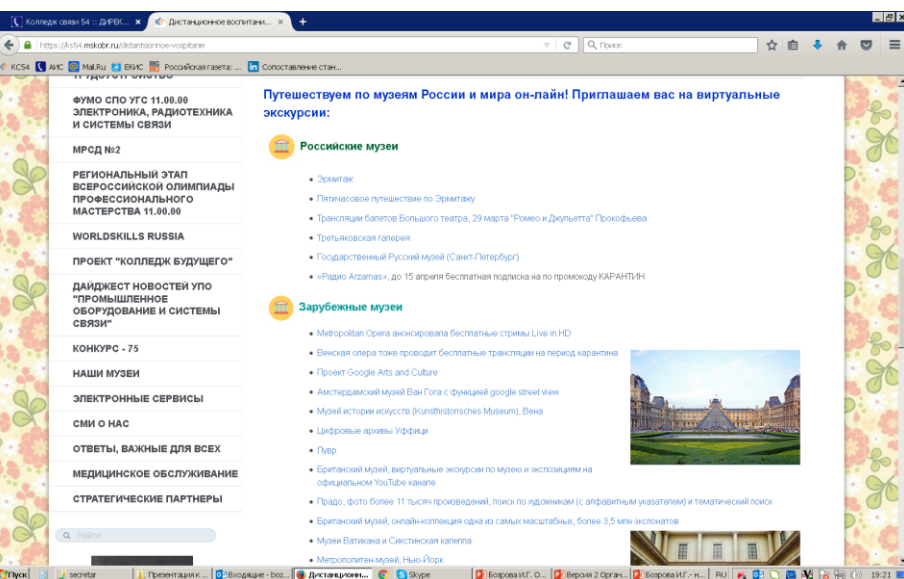 Колледж связи 54 :: ДИРЕК...
Дистанционное воспитани...
https://ks54.mskobr.ru/distantsionnoe-vospitanie
Поиск
КС54
АИС
Mail.Ru
ЕКИС
Российская газета: ...
Сопоставление стан...
ФУМО СПО УГС 11.00.00
ЭЛЕКТРОНИКА, РАДИОТЕХНИКА
И СИСТЕМЫ СВЯЗИ
МРСД №2
РЕГИОНАЛЬНЫЙ ЭТАП
ВСЕРОССИЙСКОЙ ОЛИМПИАДЫ
ПРОФЕССИОНАЛЬНОГО
МАСТЕРСТВА 11.00.00
WORLDSKILLS RUSSIA
ПРОЕКТ "КОЛЛЕДЖ БУДУЩЕГО"
ДАЙДЖЕСТ НОВОСТЕЙ УПО
"ПРОМЫШЛЕННОЕ
ОБОРУДОВАНИЕ И СИСТЕМЫ
СВЯЗИ"
КОНКУРС - 75
НАШИ МУЗЕИ
ЭЛЕКТРОННЫЕ СЕРВИСЫ
СМИ О НАС
ОТВЕТЫ, ВАЖНЫЕ ДЛЯ ВСЕХ
МЕДИЦИНСКОЕ ОБСЛУЖИВАНИЕ
СТРАТЕГИЧЕСКИЕ ПАРТНЕРЫ
Найти
Путешествуем по музеям России и мира он-лайн! Приглашаем вас на виртуальные
экскурсии:
Российские музеи
Эрмитаж
Пятичасовое путешествие по Эрмитажу
Трансляции балетов Большого театра, 29 марта "Ромео и Джульетта" Прокофьева
Третьяковская галерея
Государственный Русский музей (Санкт-Петербург)
«Радио Arzamas», до 15 апреля бесплатная подписка на по промокоду КАРАНТИН
Зарубежные музеи
Metropolitan Opera анонсировала бесплатные стримы Live in HD
Венская опера тоже проводит бесплатные трансляции на период карантина
Проект Google Arts and Culture
Амстердамский музей Ван Гога с функцией google street view
Музей истории искусств (Kunsthistorisches Museum), Вена
Цифровые архивы Уффици
Лувр
Британский музей, виртуальные экскурсии по музею и экспозициям на
официальном YouTube канале
Прадо, фото более 11 тысяч произведений, поиск по художникам (с алфавитным указателем) и тематический поиск
Британский музей, онлайн-коллекция одна из самых масштабных, более 3,5 млн экспонатов
Музеи Ватикана и Сикстинская капелла
Метрополитен-музей, Нью-Йорк
Пуск
secretar
Презентация к ...
Входящие - boz...
Дистанционн...
Skype
Бозрова И.Г. О...
Версия 2 Орган...
Бозрова И.Г.- н...
RU
19:21